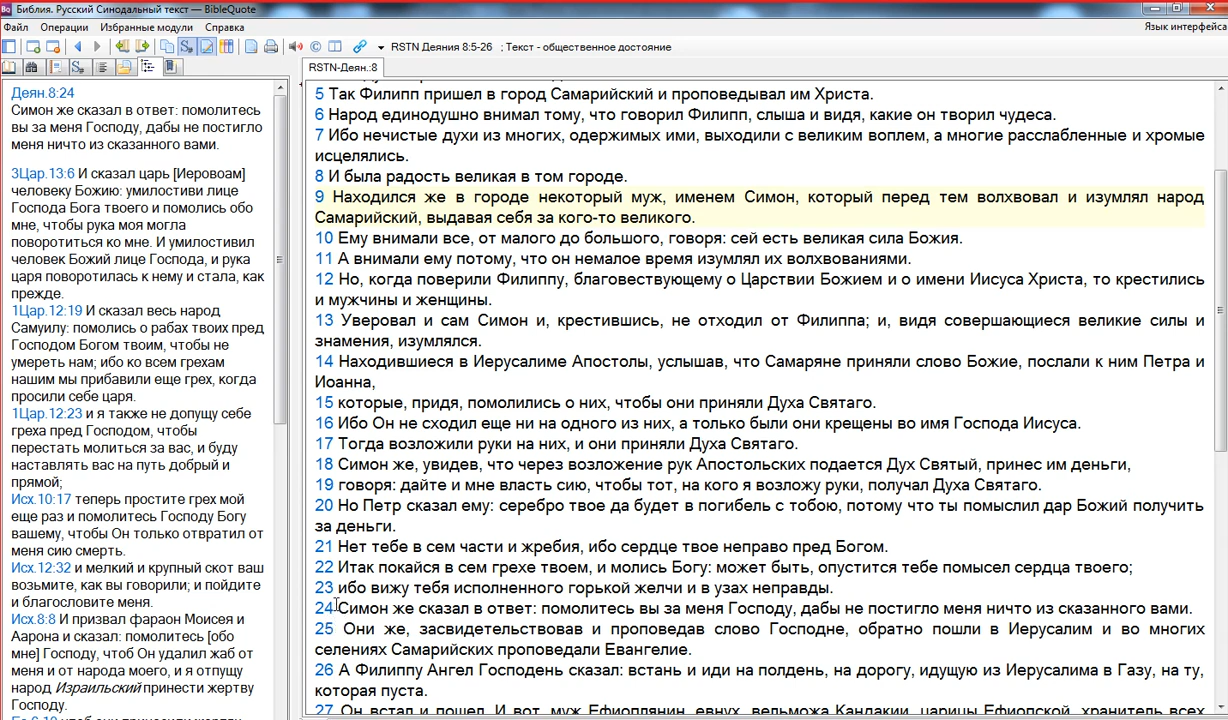 Библия. Русский Синодальный текст — BibleQuote
Файл Операции Избранные модули Справка Язык интерфейса
RSTN Деяния 8:5-26 ; Текст - общественное достояние
RSTN-Деян.:8
Деян.8:24
Симон же сказал в ответ: помолитесь
вы за меня Господу, дабы не постигло
меня ничто из сказанного вами.
3Цар.13:6 И сказал царь [Иеровоам]
человеку Божию: умилостиви лице
Господа Бога твоего и помолись обо
мне, чтобы рука моя могла
поворотиться ко мне. И умилостивил
человек Божий лице Господа, и рука
царя поворотилась к нему и стала, как
прежде.
1Цар.12:19 И сказал весь народ
Самуилу: помолись о рабах твоих пред
Господом Богом твоим, чтобы не
умереть нам; ибо ко всем грехам
нашим мы прибавили еще грех, когда
просили себе царя.
1Цар.12:23 и я также не допущу себе
греха пред Господом, чтобы
перестать молиться за вас, и буду
наставлять вас на путь добрый и
прямой;
Исх.10:17 теперь простите грех мой
еще раз и помолитесь Господу Богу
вашему, чтобы Он только отвратил от
меня сию смерть.
Исх.12:32 и мелкий и крупный скот ваш
возьмите, как вы говорили; и пойдите
и благословите меня.
Исх.8:8 И призвал фараон Моисея и
Аарона и сказал: помолитесь [обо
мне] Господу, чтоб Он удалил жаб от
меня и от народа моего, и я отпущу
народ Израильский принести жертву
Господу.
5 Так Филипп пришел в город Самарийский и проповедывал им Христа.
6 Народ единодушно внимал тому, что говорил Филипп, слыша и видя, какие он творил чудеса.
7 Ибо нечистые духи из многих, одержимых ими, выходили с великим воплем, а многие расслабленные и хромые
исцелялись.
8 И была радость великая в том городе.
9 Находился же в городе некоторый муж, именем Симон, который перед тем волхвовал и изумлял народ
Самарийский, выдавая себя за кого-то великого.
10 Ему внимали все, от малого до большого, говоря: сей есть великая сила Божия.
11 А внимали ему потому, что он немалое время изумлял их волхвованиями.
12 Но, когда поверили Филиппу, благовествующему о Царствии Божием и о имени Иисуса Христа, то крестились
и мужчины и женщины.
13 Уверовал и сам Симон и, крестившись, не отходил от Филиппа; и, видя совершающиеся великие силы и
знамения, изумлялся.
14 Находившиеся в Иерусалиме Апостолы, услышав, что Самаряне приняли слово Божие, послали к ним Петра и
Иоанна,
15 которые, придя, помолились о них, чтобы они приняли Духа Святаго.
16 Ибо Он не сходил еще ни на одного из них, а только были они крещены во имя Господа Иисуса.
17 Тогда возложили руки на них, и они приняли Духа Святаго.
18 Симон же, увидев, что через возложение рук Апостольских подается Дух Святый, принес им деньги,
19 говоря: дайте и мне власть сию, чтобы тот, на кого я возложу руки, получал Духа Святаго.
20 Но Петр сказал ему: серебро твое да будет в погибель с тобою, потому что ты помыслил дар Божий получить
за деньги.
21 Нет тебе в сем части и жребия, ибо сердце твое неправо пред Богом.
22 Итак покайся в сем грехе твоем, и молись Богу: может быть, опустится тебе помысел сердца твоего;
23 ибо вижу тебя исполненного горькой желчи и в узах неправды.
24 Симон же сказал в ответ: помолитесь вы за меня Господу, дабы не постигло меня ничто из сказанного вами.
25 Они же, засвидетельствовав и проповедав слово Господне, обратно пошли в Иерусалим и во многих
селениях Самарийских проповедали Евангелие.
26 А Филиппу Ангел Господень сказал: встань и иди на полдень, на дорогу, идущую из Иерусалима в Газу, на ту,
которая пуста.
27 Он встал и пошел. И вот, муж Ефиоплянин, евнух, вельможа Кандакии, царицы Ефиопской, хранитель всех